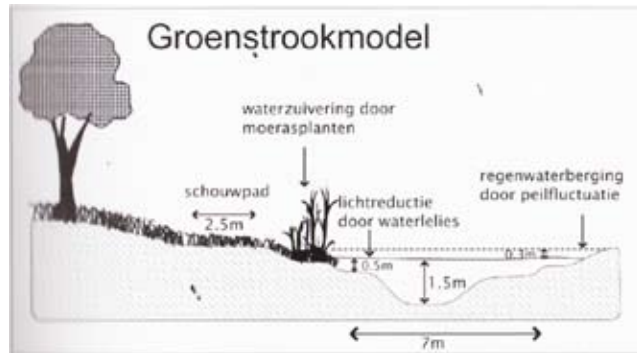 Groenstrookmodel
waterzuivering door
moerasplanten
regenwaterberging
door peilfluctuatie
schouwpad
2.5m
lichtreductie
door waterlelies
0.3m
0.5m
1.5m
7m